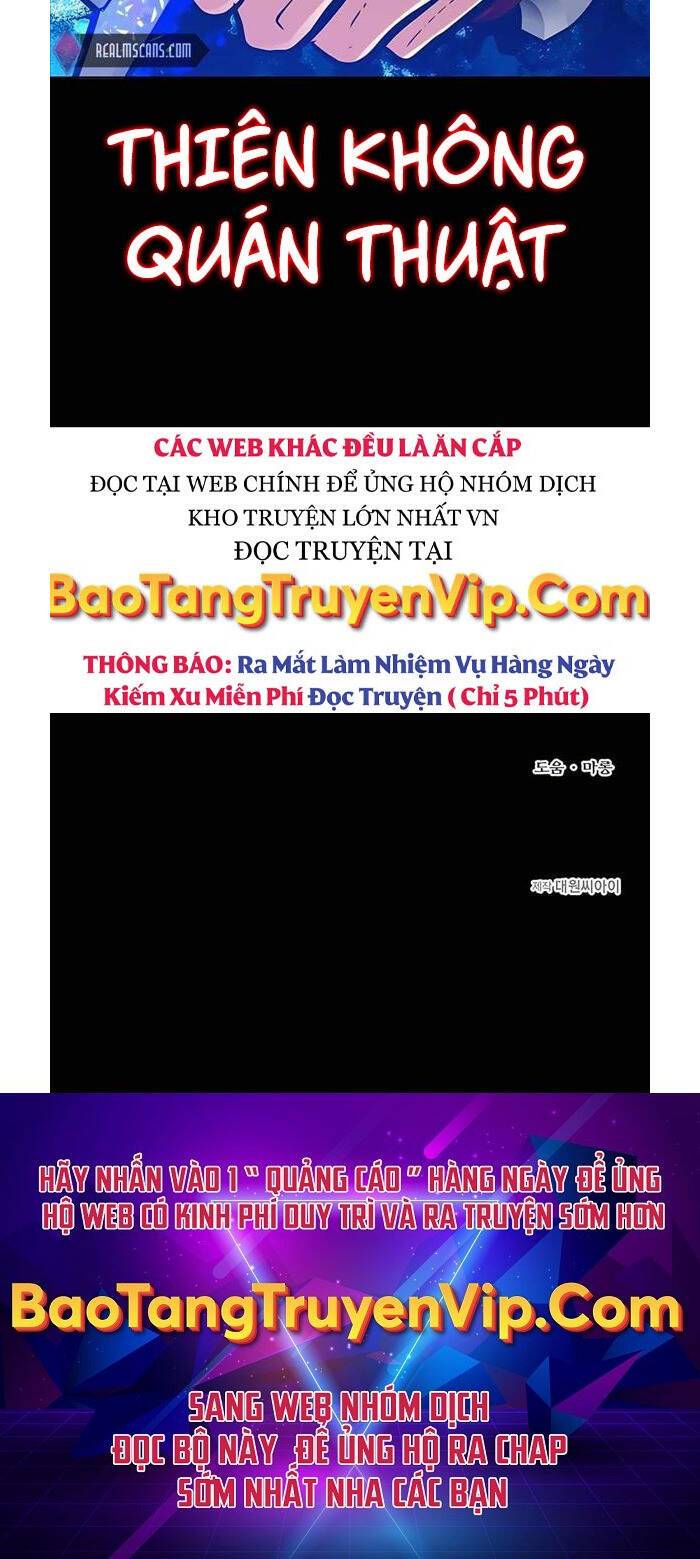 REALMSCANS.COM
THIÊN KHÔNG
QUÁN THUẬT
CÁC WEB KHÁC ĐỀU LÀ ĂN CẮP
ĐỌC TẠI WEB CHÍNH ĐỂ ỦNG HỘ NHÓM DỊCH
KHO TRUYỆN LỚN NHẤT VN
ĐỌC TRUYỆN TẠI
BaoTangTruyenVip.Com
THÔNG BÁO: Ra Mắt Làm Nhiệm Vụ Hàng Ngày
Kiếm Xu Miễn Phí Đọc Truyện ( Chỉ 5 Phút)
도움·마롱
제작 대원씨아이
HÃY NHẤN VÀO 1 “ QUẢNG CÁO ” HÀNG NGÀY ĐỂ ỦNG
HỘ WEB CÓ KINH PHÍ DUY TRÌ VÀ RA TRUYỆN SỚM HƠN
BaoTangTruyenVip.Com
SANG WEB NHÓM DỊCH
ĐỌC BỘ NÀY ĐỂ ỦNG HỘ RA CHAP
SỚM NHẤT NHA CÁC BẠN